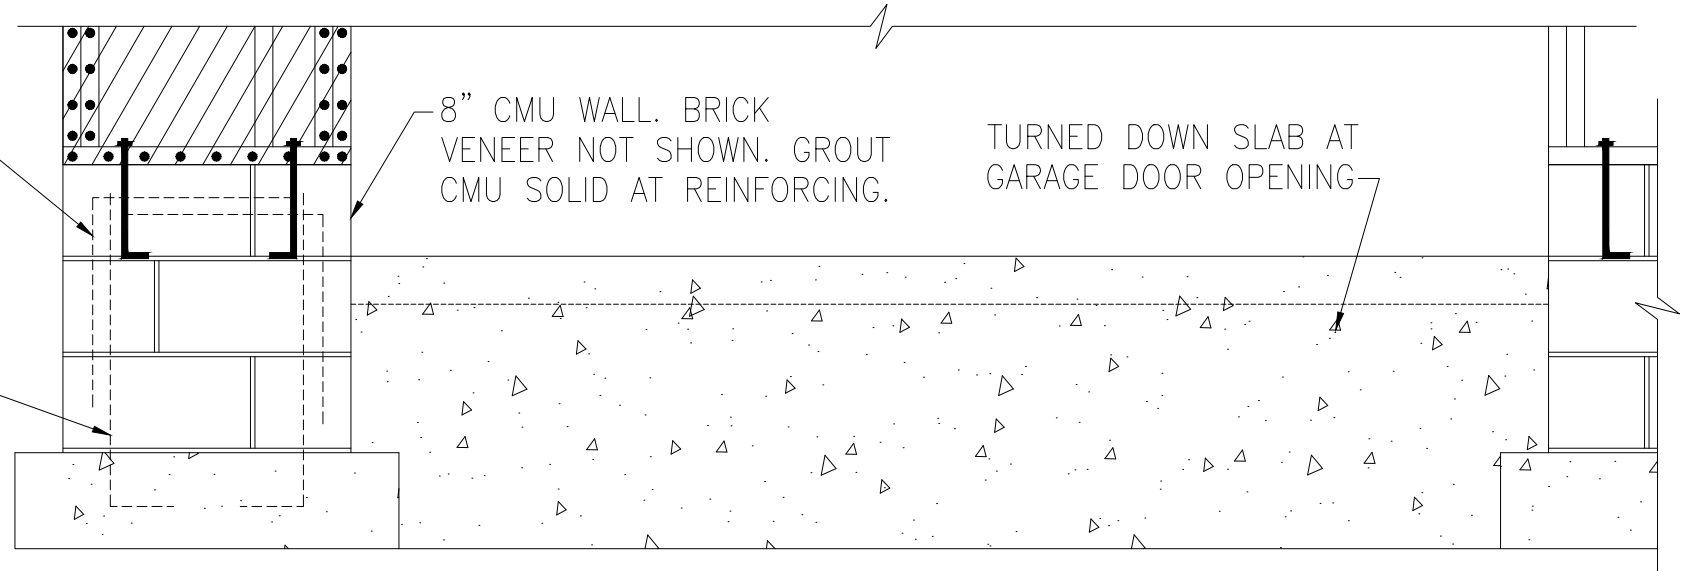 8” CMU WALL. BRICK
VENEER NOT SHOWN. GROUT
CMU SOLID AT REINFORCING.
TURNED DOWN SLAB AT
GARAGE DOOR OPENING